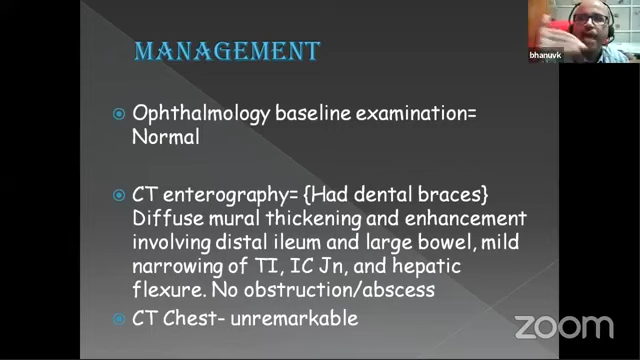 MANAGEMENT
bhanuvk
Ophthalmology baseline examination=
Normal
CT enterography= {Had dental braces}
Diffuse mural thickening and enhancement
involving distal ileum and large bowel, mild
narrowing of TI, IC Jn, and hepatic
flexure. No obstruction/abscess
CT Chest- unremarkable
zoom